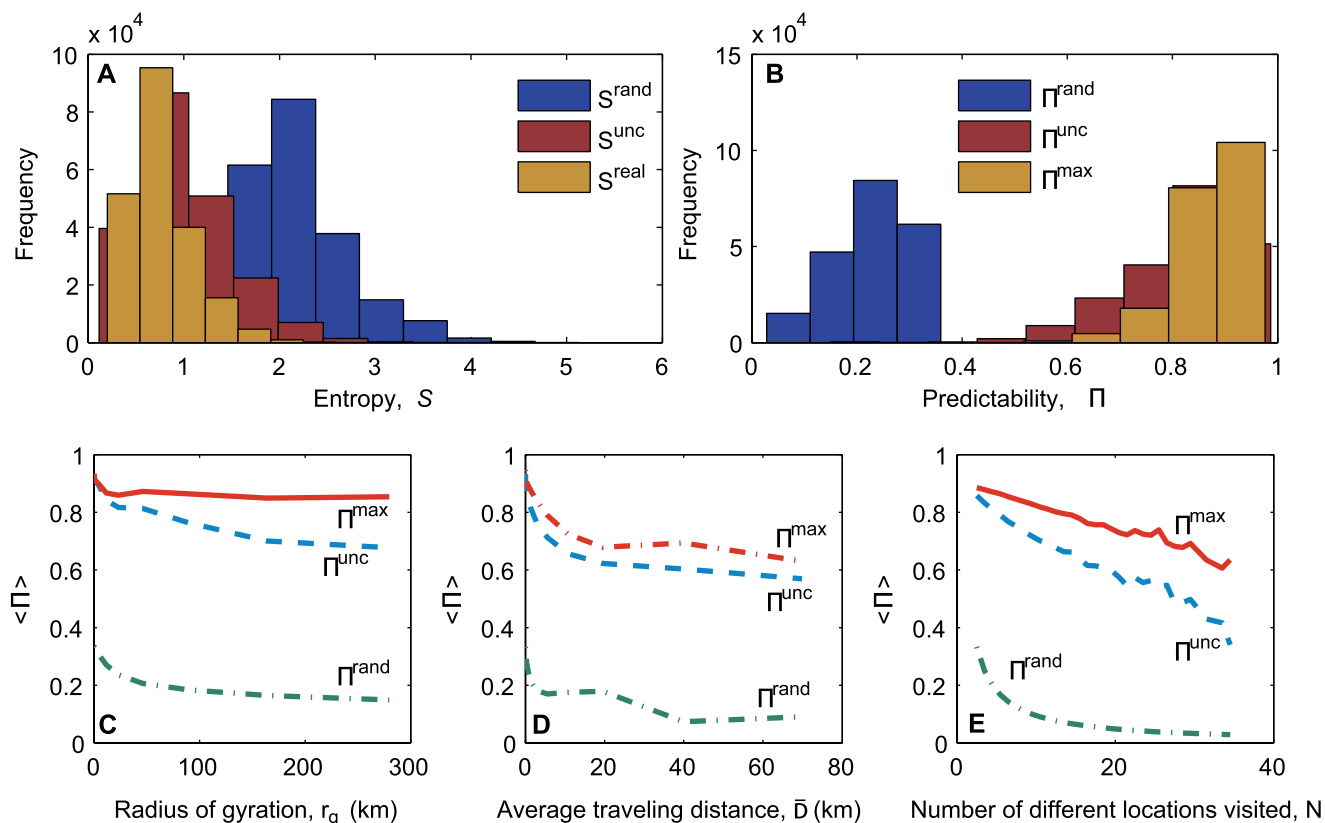 x 10⁴
10
8
6
4
2
0
Frequency
A
S^rand
S^unc
S^real
0 1 2 3 4 5 6
Entropy, S
x 10⁴
15
10
5
0
Frequency
B
Π^rand
Π^unc
Π^max
0 0.2 0.4 0.6 0.8 1
Predictability, Π
1
0.8
0.6
0.4
0.2
0
<Π>
Π^max
Π^unc
Π^rand
C
0 100 200 300
Radius of gyration, r_g (km)
1
0.8
0.6
0.4
0.2
0
<Π>
Π^max
Π^unc
Π^rand
D
0 20 40 60 80
Average traveling distance, D̄ (km)
1
0.8
0.6
0.4
0.2
0
<Π>
Π^max
Π^unc
Π^rand
E
0 20 40
Number of different locations visited, N